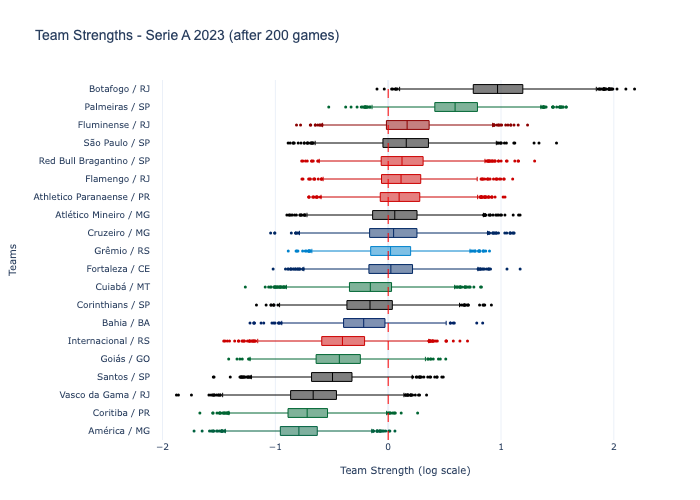 Team Strengths - Serie A 2023 (after 200 games)
Botafogo / RJ
Palmeiras / SP
Fluminense / RJ
São Paulo / SP
Red Bull Bragantino / SP
Flamengo / RJ
Athletico Paranaense / PR
Atlético Mineiro / MG
Cruzeiro / MG
Grêmio / RS
Fortaleza / CE
Cuiabá / MT
Corinthians / SP
Bahia / BA
Internacional / RS
Goiás / GO
Santos / SP
Vasco da Gama / RJ
Coritiba / PR
América / MG
Teams
−2 −1 0 1 2
Team Strength (log scale)